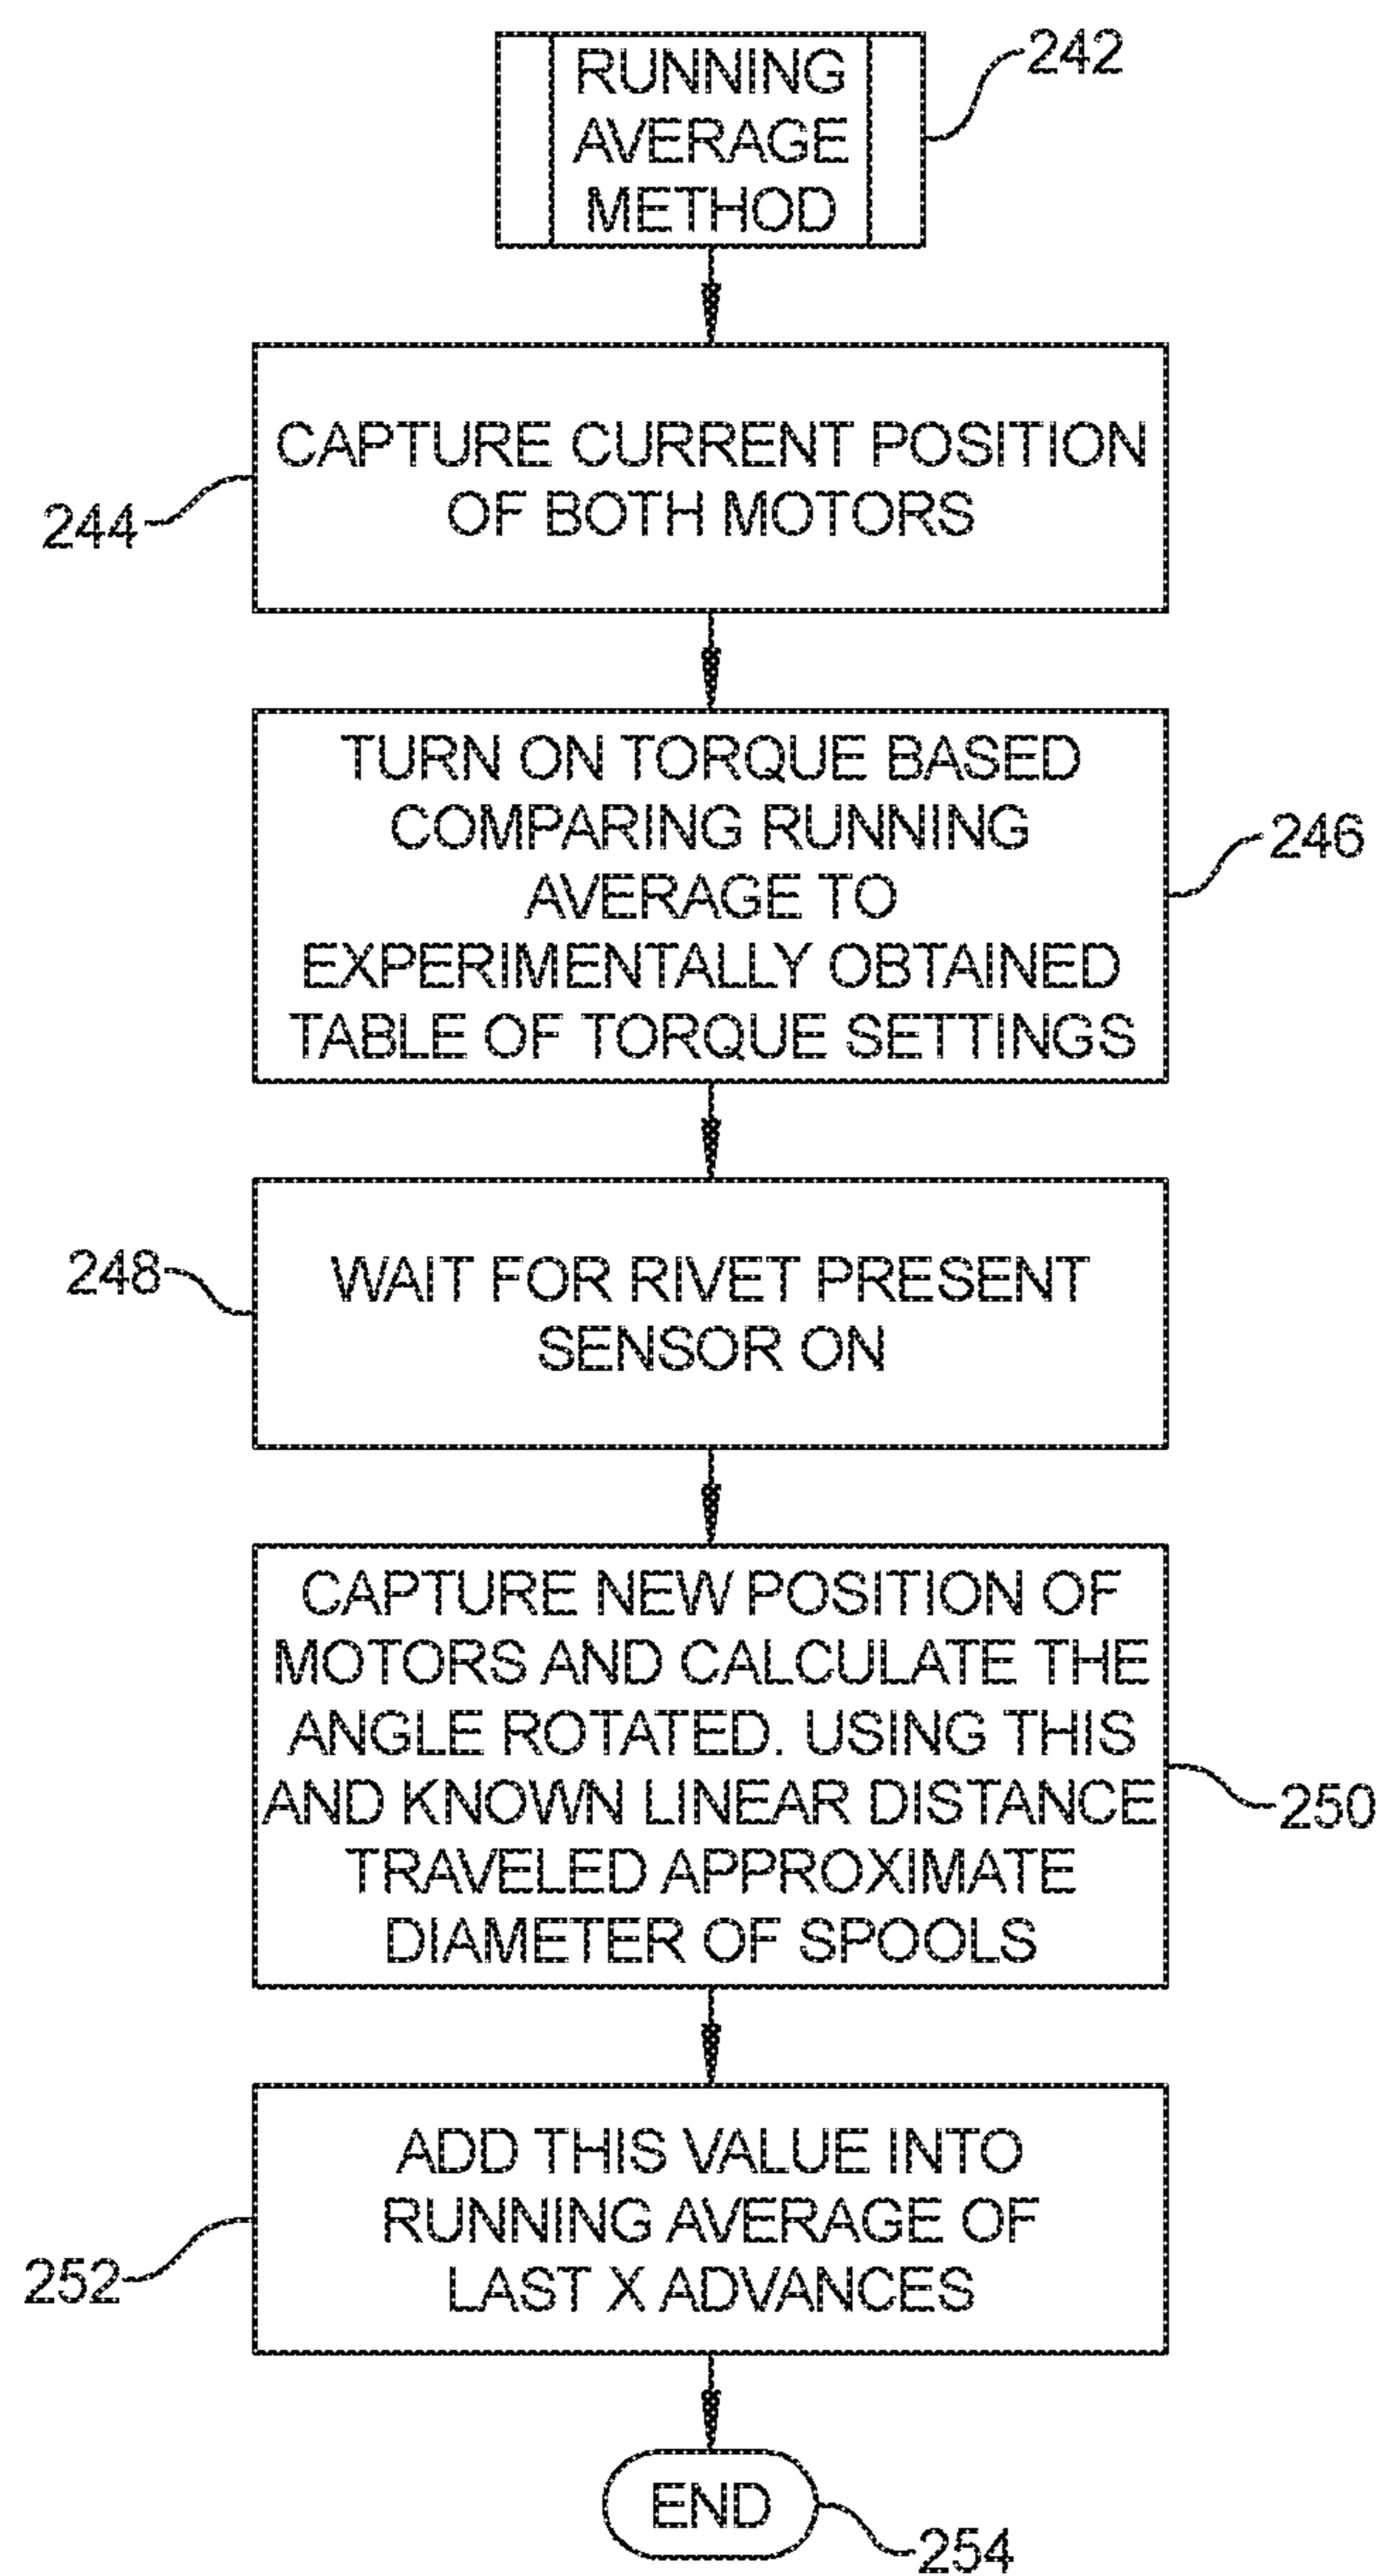 RUNNING
AVERAGE
METHOD
242
CAPTURE CURRENT POSITION
OF BOTH MOTORS
244
TURN ON TORQUE BASED
COMPARING RUNNING
AVERAGE TO
EXPERIMENTALLY OBTAINED
TABLE OF TORQUE SETTINGS
246
WAIT FOR RIVET PRESENT
SENSOR ON
248
CAPTURE NEW POSITION OF
MOTORS AND CALCULATE THE
ANGLE ROTATED. USING THIS
AND KNOWN LINEAR DISTANCE
TRAVELED APPROXIMATE
DIAMETER OF SPOOLS
250
ADD THIS VALUE INTO
RUNNING AVERAGE OF
LAST X ADVANCES
252
END
254